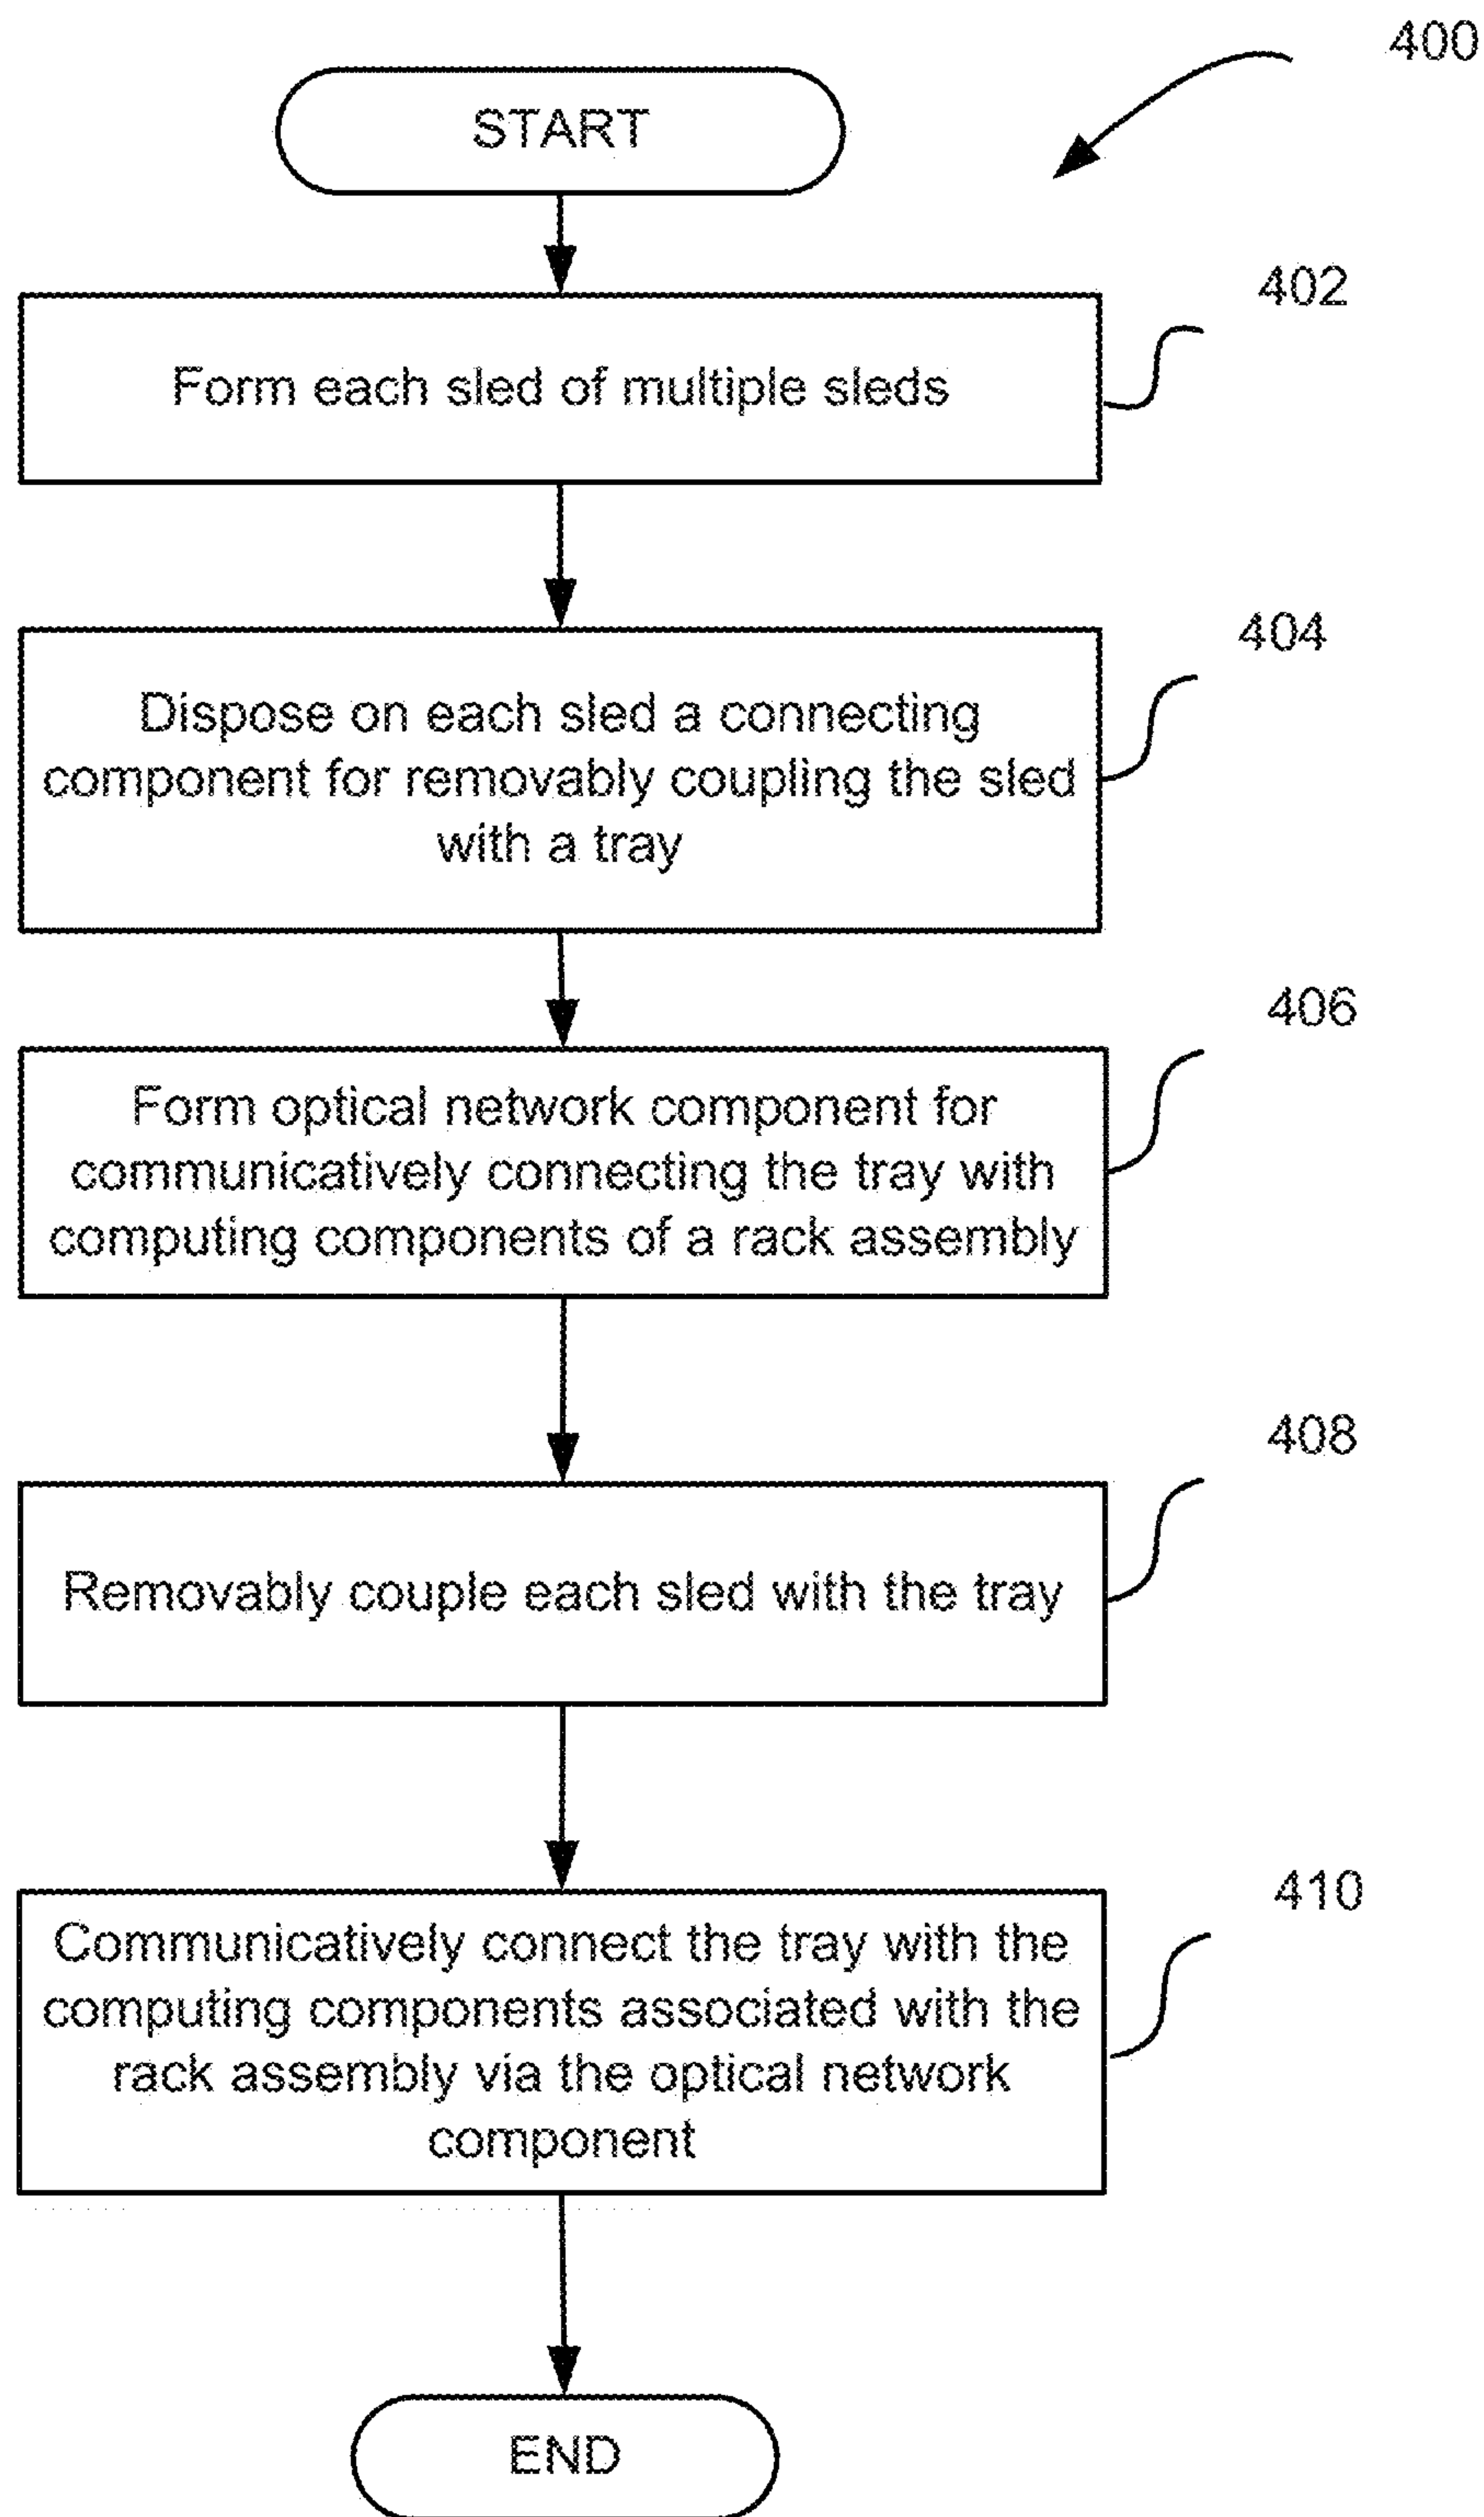 400
START
402
Form each sled of multiple sleds
404
Dispose on each sled a connecting
component for removably coupling the sled
with a tray
406
Form optical network component for
communicatively connecting the tray with
computing components of a rack assembly
408
Removably couple each sled with the tray
410
Communicatively connect the tray with the
computing components associated with the
rack assembly via the optical network
component
END